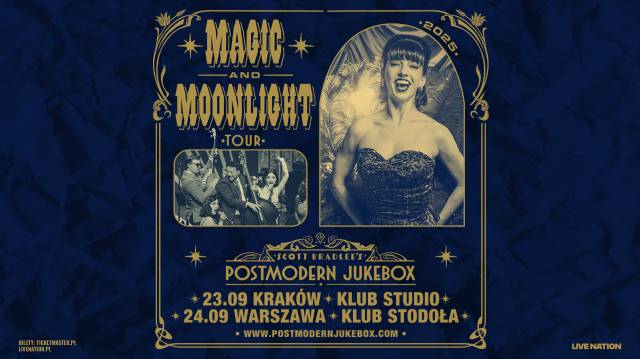 MAGIC
AND
MOONLIGHT
•TOUR•
•2025•
SCOTT BRADLEE'S
POSTMODERN JUKEBOX
23.09 KRAKÓW ✦ KLUB STUDIO
24.09 WARSZAWA ✦ KLUB STODOŁA
• WWW.POSTMODERNJUKEBOX.COM •
BILETY: TICKETMASTER.PL
LIVENATION.PL
LIVE NATION